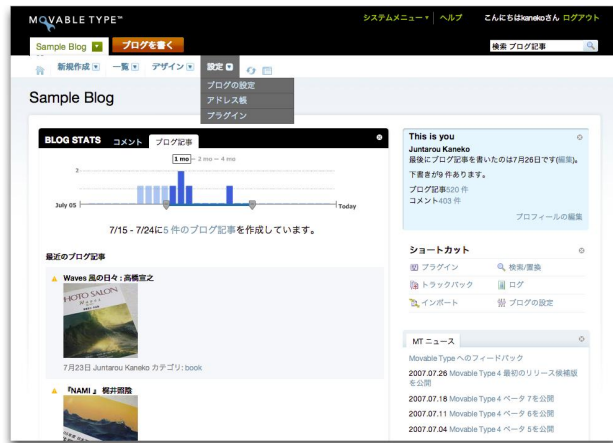 MOVABLE TYPE™
システムメニュー ヘルプ こんにちはkanekoさん ログアウト
Sample Blog ブログを書く 検索 ブログ記事
新規作成 一覧 デザイン 設定
ブログの設定
アドレス帳
プラグイン
Sample Blog
BLOG STATS コメント ブログ記事
1 mo – 2 mo – 4 mo
3
July 05 Today
7/15 - 7/24に5 件のブログ記事を作成しています。
最近のブログ記事
Waves 風の日々 : 高橋宣之
PHOTO SALON
7月23日 Juntarou Kaneko カテゴリ: book
『NAMI 』 梶井照陰
This is you
Juntarou Kaneko
最後にブログ記事を書いたのは7月26日です(編集)。
下書きが9 件あります。
ブログ記事520 件
コメント403 件
プロフィールの編集
ショートカット
プラグイン 検索/置換
トラックバック ログ
インポート ブログの設定
MT ニュース
Movable Type へのフィードバック
2007.07.26 Movable Type 4 最初のリリース候補版
を公開
2007.07.18 Movable Type 4 ベータ 7を公開
2007.07.11 Movable Type 4 ベータ 6を公開
2007.07.04 Movable Type 4 ベータ 5を公開